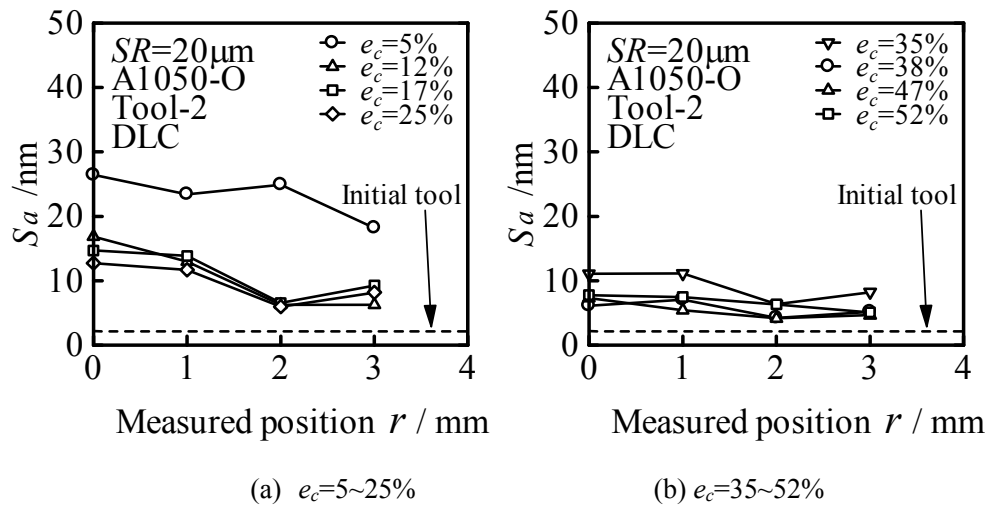 50
40
30
20
10
0
Sa /nm
SR=20μm
A1050-O
Tool-2
DLC
e_c=5%
e_c=12%
e_c=17%
e_c=25%
Initial tool
0 1 2 3 4
Measured position r / mm
(a) e_c=5~25%
50
40
30
20
10
0
Sa /nm
SR=20μm
A1050-O
Tool-2
DLC
e_c=35%
e_c=38%
e_c=47%
e_c=52%
Initial tool
0 1 2 3 4
Measured position r / mm
(b) e_c=35~52%